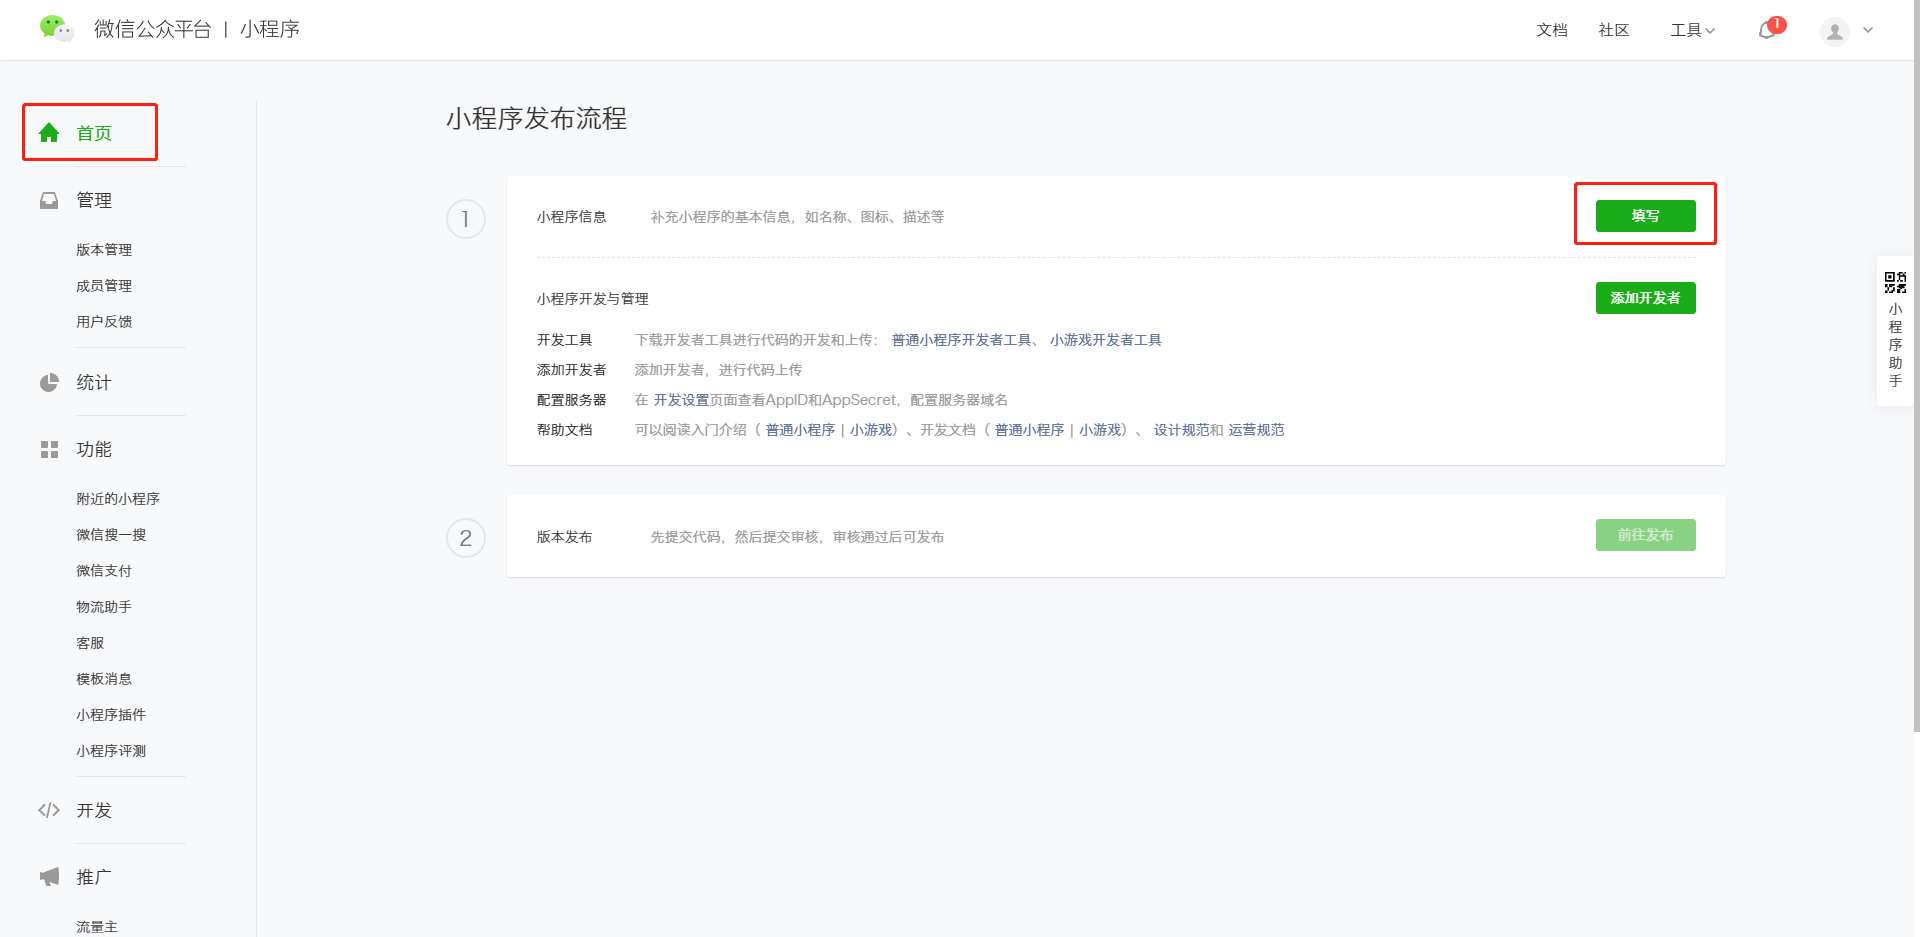 微信公众平台 | 小程序
文档 社区 工具 1
首页
管理
版本管理
成员管理
用户反馈
统计
功能
附近的小程序
微信搜一搜
微信支付
物流助手
客服
模板消息
小程序插件
小程序评测
开发
推广
流量主
小程序发布流程
1
小程序信息 补充小程序的基本信息，如名称、图标、描述等 填写
小程序开发与管理 添加开发者
开发工具 下载开发者工具进行代码的开发和上传： 普通小程序开发者工具、 小游戏开发者工具
添加开发者 添加开发者，进行代码上传
配置服务器 在 开发设置页面查看AppID和AppSecret，配置服务器域名
帮助文档 可以阅读入门介绍（ 普通小程序 | 小游戏）、开发文档（ 普通小程序 | 小游戏）、 设计规范和 运营规范
2
版本发布 先提交代码，然后提交审核，审核通过后可发布 前往发布
小程序助手